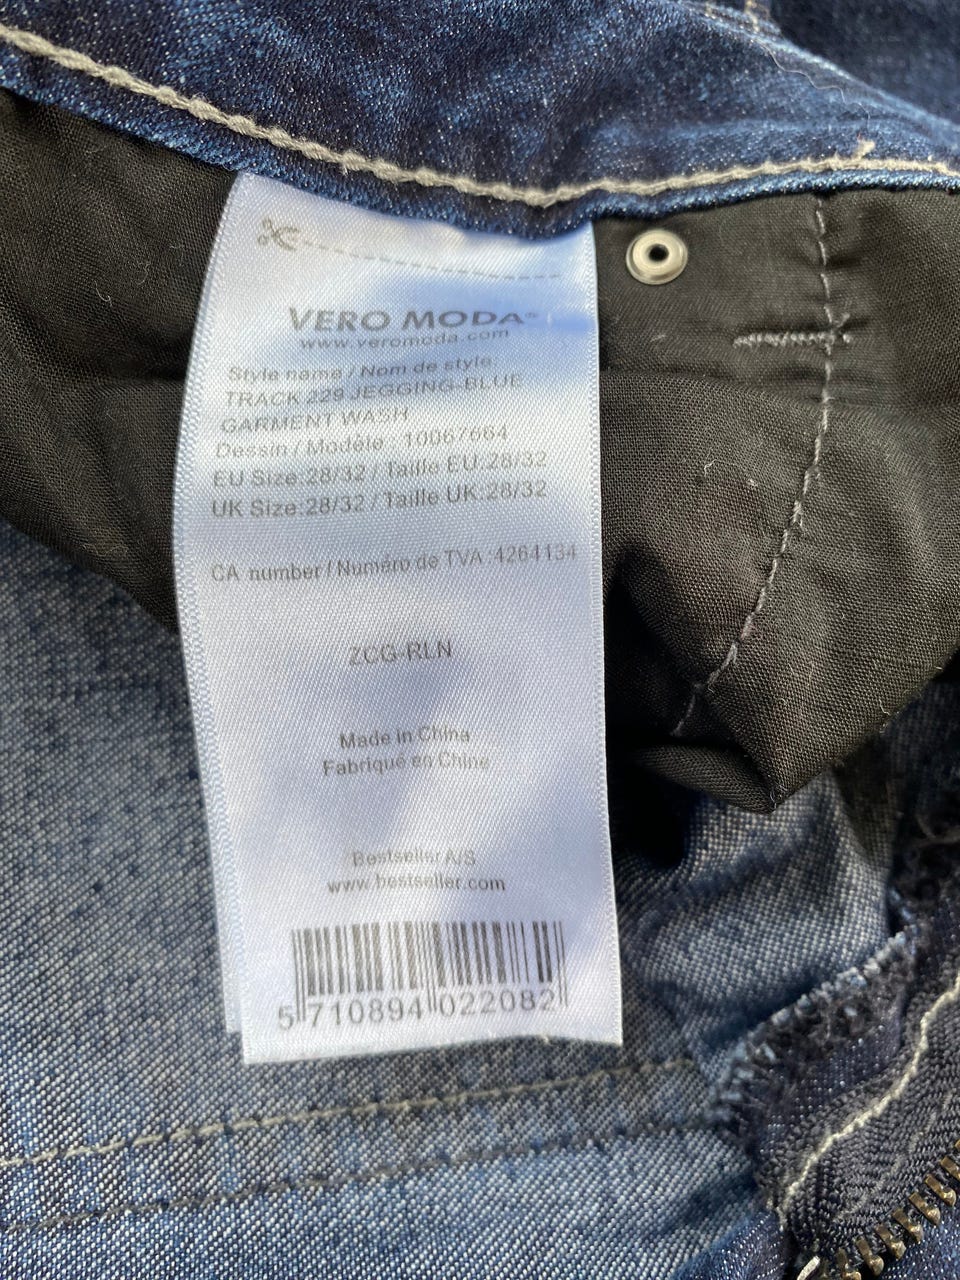 VERO MODA®
www.veromoda.com
Style name / Nom de style:
TRACK 229 JEGGING-BLUE
GARMENT WASH
Dessin / Modèle : 10067664
EU Size:28/32 / Taille EU:28/32
UK Size:28/32 / Taille UK:28/32
CA number / Numéro de TVA :4264134
ZCG-RLN
Made in China
Fabriqué en Chine
Bestseller A/S
www.bestseller.com
5 710894 022082